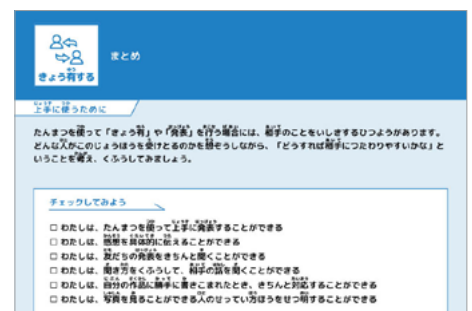 きょう有する
まとめ
上手に使うために
たんまつを使って「きょう有」や「発表」を行う場合には、相手のことをいしきするひつようがあります。
どんな人がこのじょうほうを受けとるのかを想ぞうしながら、「どうすれば相手につたわりやすいかな」と
いうことを考え、くふうしてみましょう。
チェックしてみよう
□ わたしは、たんまつを使って上手に発表することができる
□ わたしは、感想を具体的に伝えることができる
□ わたしは、友だちの発表をきちんと聞くことができる
□ わたしは、聞き方をくふうして、相手の話を聞くことができる
□ わたしは、自分の作品に勝手に書きこまれたとき、きちんと対応することができる
□ わたしは、写真を見ることができる人のせってい方ほうをせつ明することができる